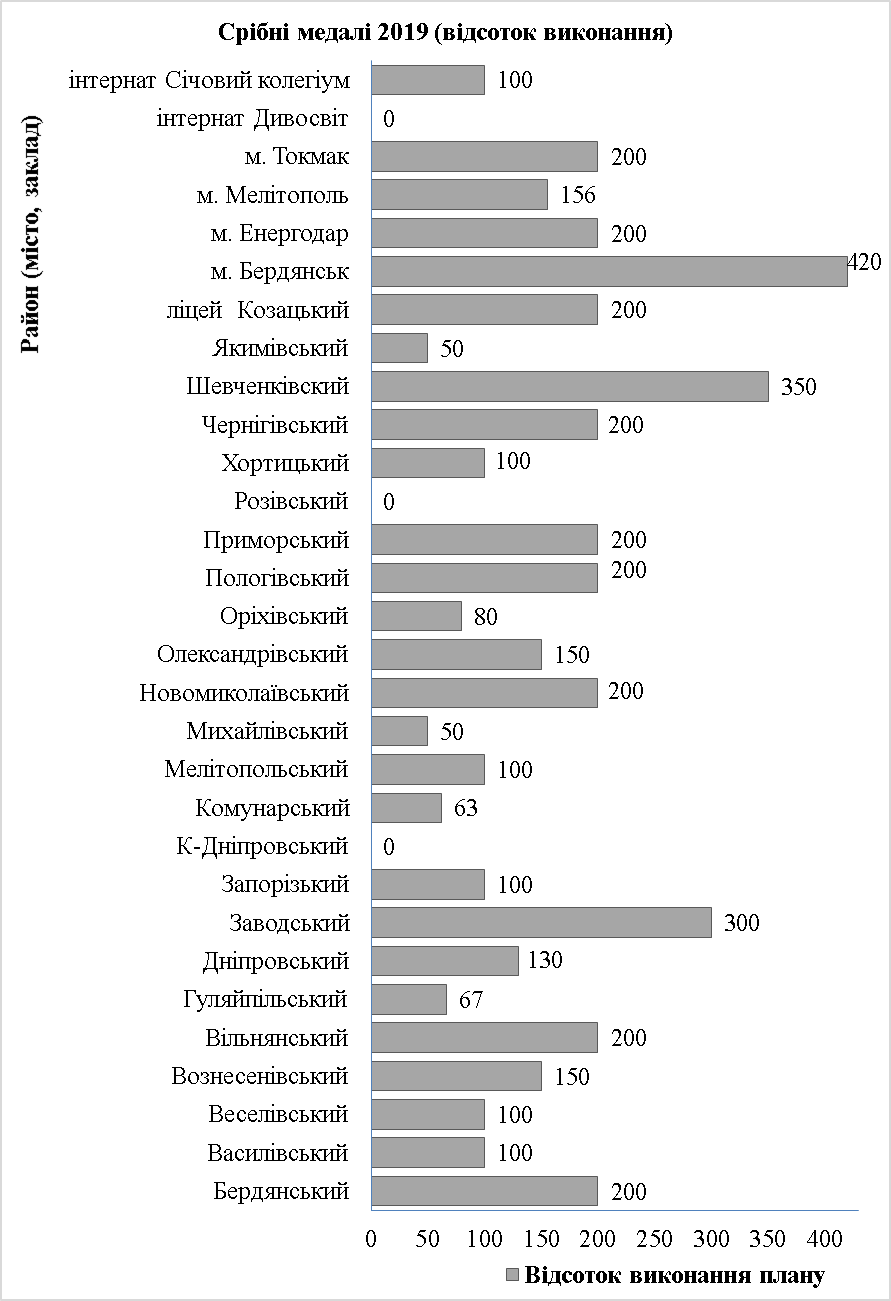 Срібні медалі 2019 (відсоток виконання)
Район (місто, заклад)
інтернат Січовий колегіум 100
інтернат Дивосвіт 0
м. Токмак 200
м. Мелітополь 156
м. Енергодар 200
м. Бердянськ 420
ліцей Козацький 200
Якимівський 50
Шевченківский 350
Чернігівський 200
Хортицький 100
Розівський 0
Приморський 200
Пологівський 200
Оріхівський 80
Олександрівський 150
Новомиколаївський 200
Михайлівський 50
Мелітопольський 100
Комунарський 63
К-Дніпровський 0
Запорізький 100
Заводський 300
Дніпровський 130
Гуляйпільський 67
Вільнянський 200
Вознесенівський 150
Веселівський 100
Василівський 100
Бердянський 200
0 50 100 150 200 250 300 350 400
Відсоток виконання плану